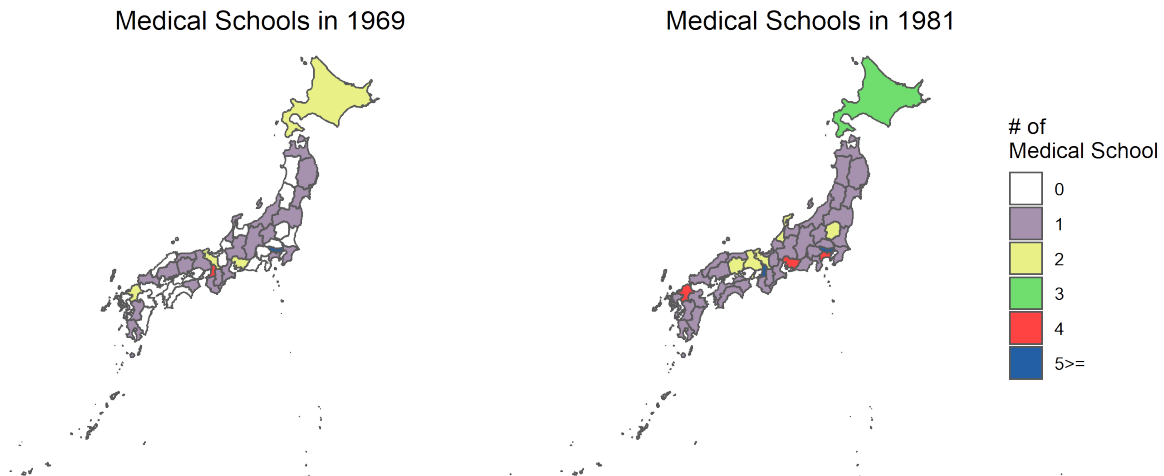 Medical Schools in 1969
Medical Schools in 1981
# of
Medical School
0
1
2
3
4
5>=